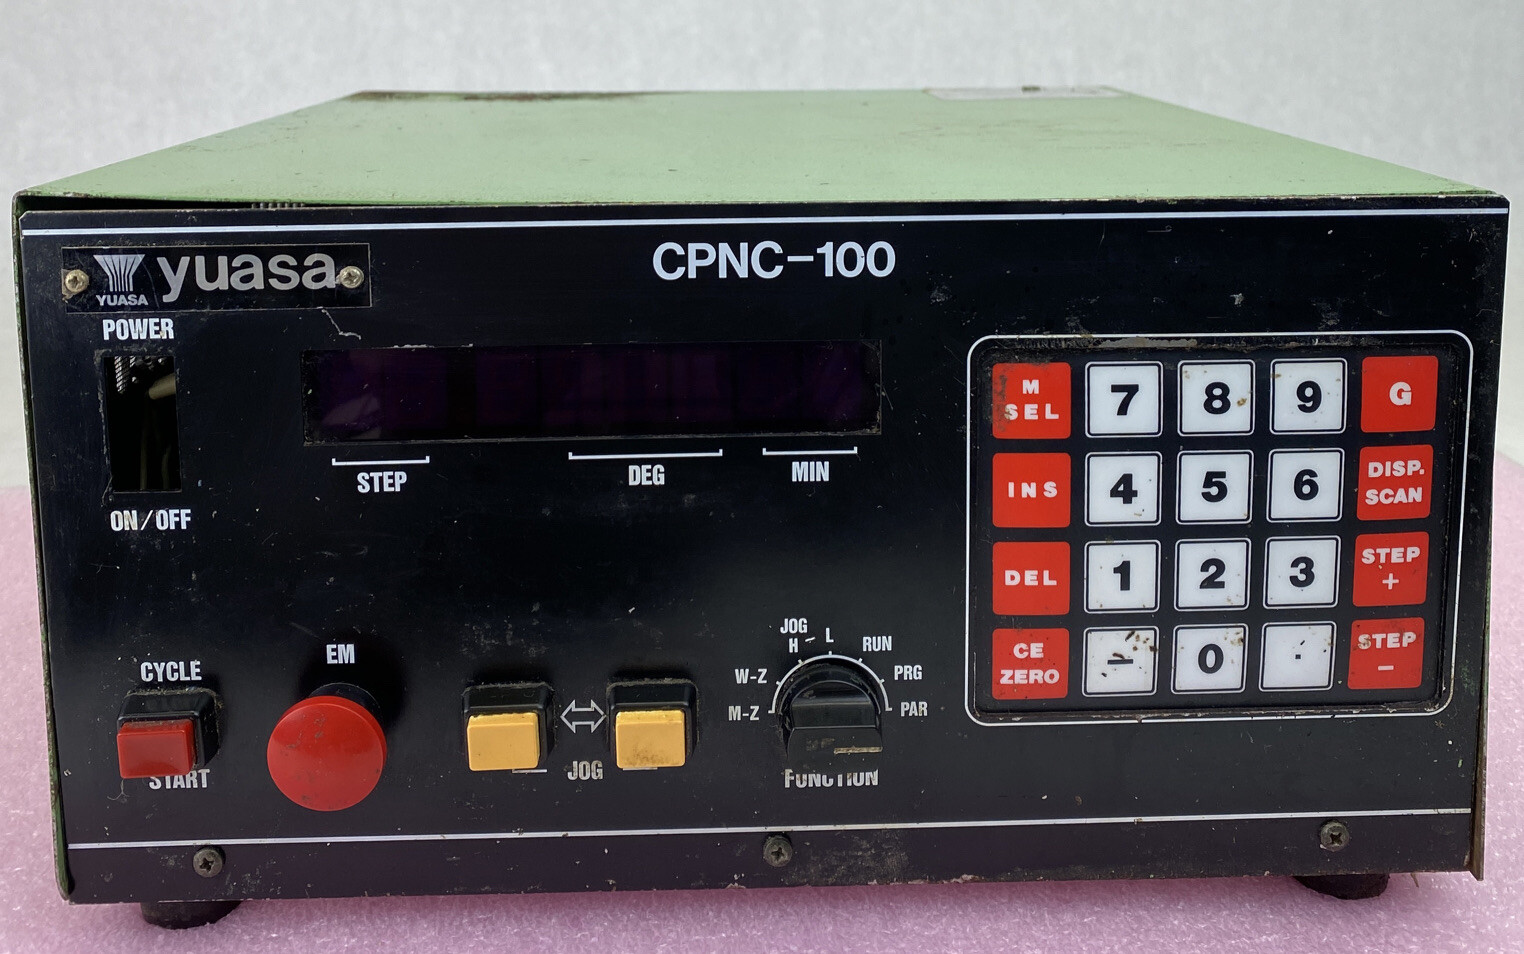 yuasa
YUASA
CPNC-100
POWER
ON/OFF
STEP
DEG
MIN
M SEL
7
8
9
G
INS
4
5
6
DISP. SCAN
DEL
1
2
3
STEP +
CE ZERO
-
0
.
STEP -
CYCLE
START
EM
JOG
JOG
H - L
RUN
W-Z
PRG
M-Z
PAR
FUNCTION